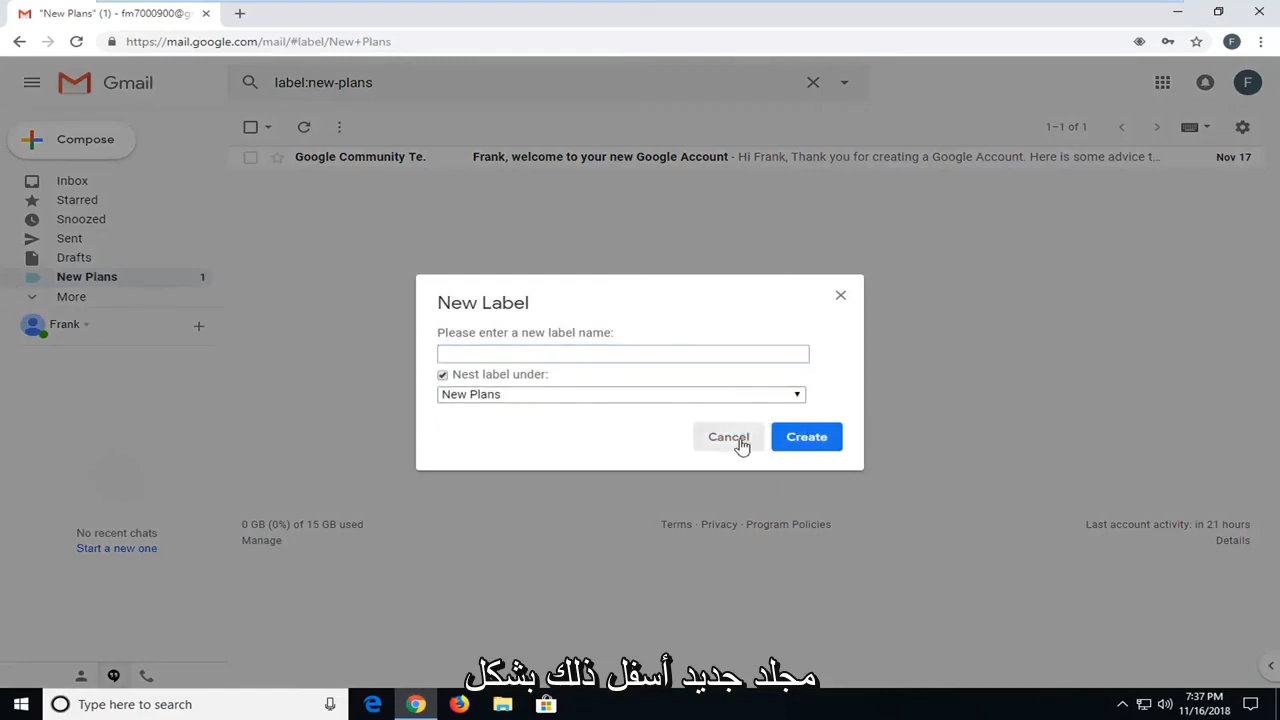 "New Plans" (1) - fm7000900@g
https://mail.google.com/mail/#label/New+Plans
F
Gmail
label:new-plans
F
Compose
1–1 of 1
Google Community Te.
Frank, welcome to your new Google Account - Hi Frank, Thank you for creating a Google Account. Here is some advice t…
Nov 17
Inbox
Starred
Snoozed
Sent
Drafts
New Plans
1
More
Frank
New Label
Please enter a new label name:
Nest label under:
New Plans
Cancel
Create
No recent chats
Start a new one
0 GB (0%) of 15 GB used
Manage
Terms · Privacy · Program Policies
Last account activity: in 21 hours
Details
مجلد جديد أسفل ذلك بشكل
Type here to search
7:37 PM
11/16/2018